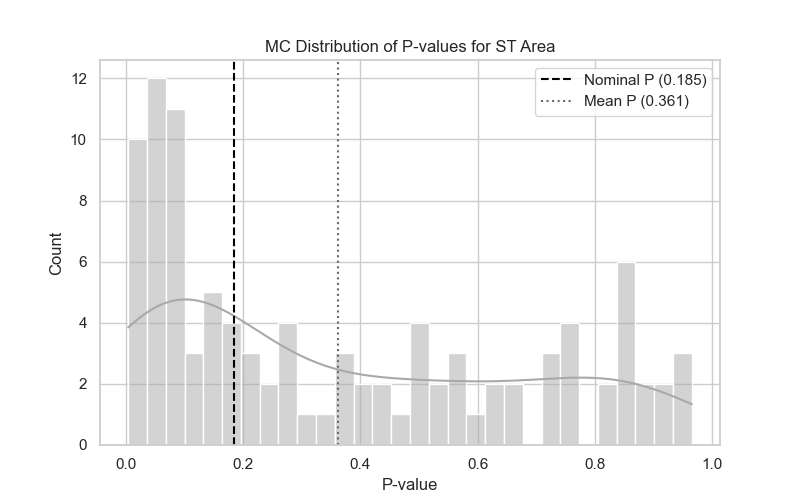 MC Distribution of P-values for ST Area
Nominal P (0.185)
Mean P (0.361)
Count
12
10
8
6
4
2
0
0.0 0.2 0.4 0.6 0.8 1.0
P-value